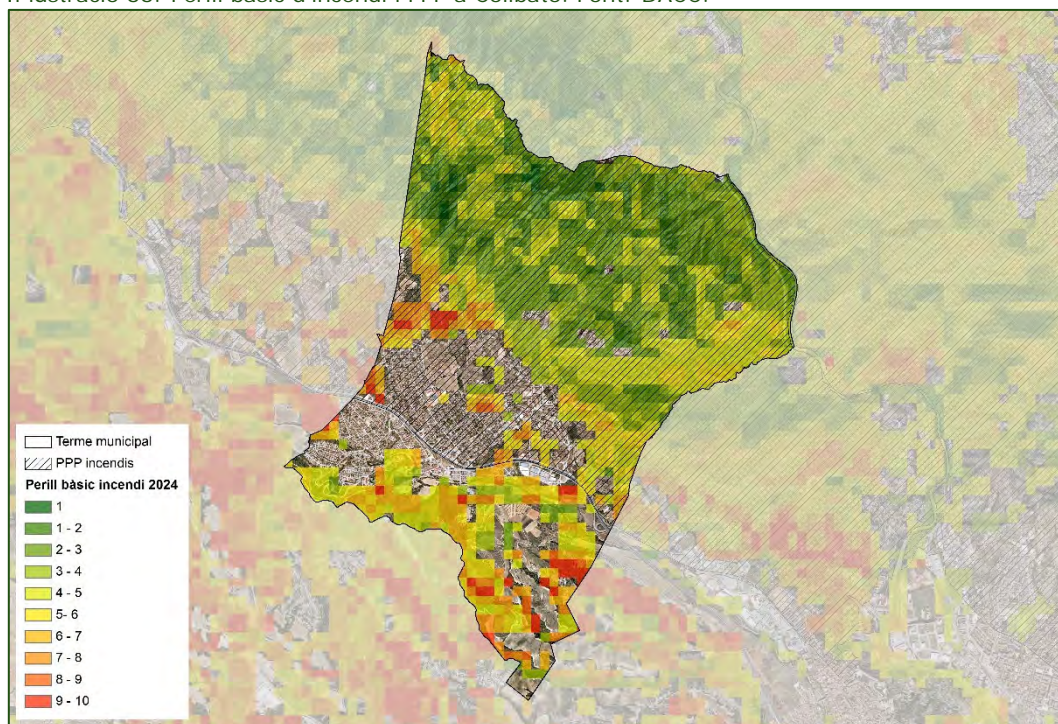 Terme municipal
PPP incendis
Perill bàsic incendi 2024
1
1 - 2
2 - 3
3 - 4
4 - 5
5- 6
6 - 7
7 - 8
8 - 9
9 - 10